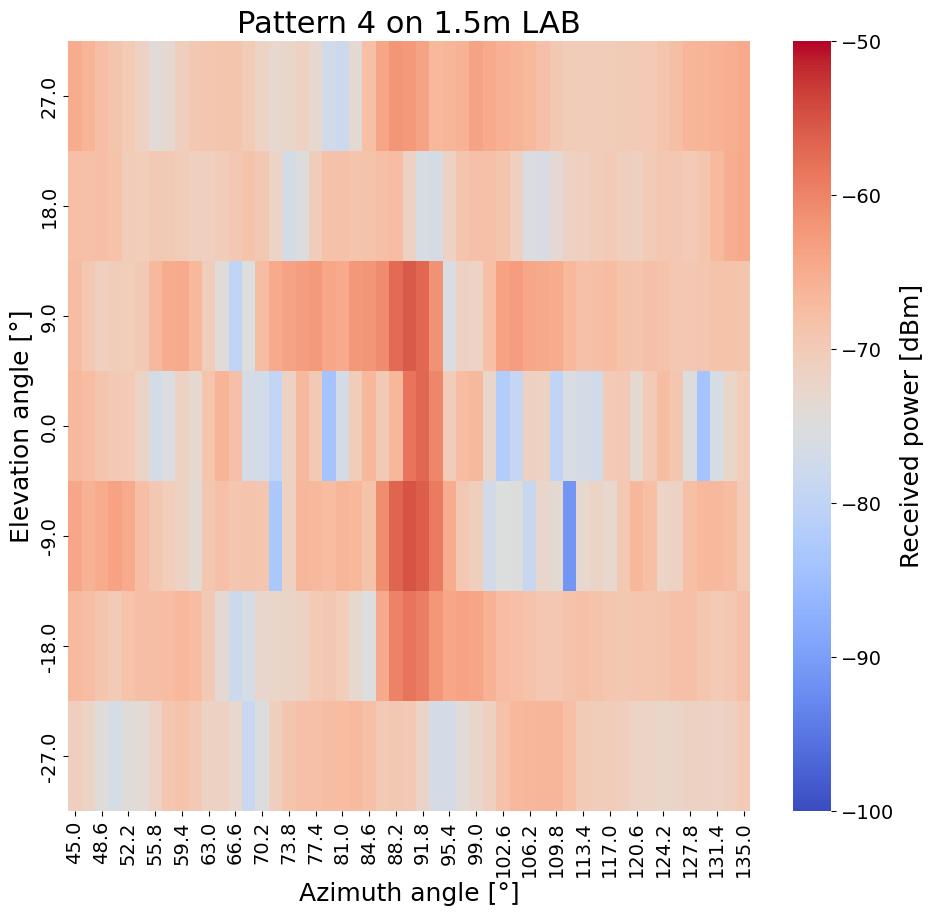 Pattern 4 on 1.5m LAB
Elevation angle [°]
27.0
18.0
9.0
0.0
-9.0
-18.0
-27.0
45.0 48.6 52.2 55.8 59.4 63.0 66.6 70.2 73.8 77.4 81.0 84.6 88.2 91.8 95.4 99.0 102.6 106.2 109.8 113.4 117.0 120.6 124.2 127.8 131.4 135.0
Azimuth angle [°]
−50
−60
−70
−80
−90
−100
Received power [dBm]